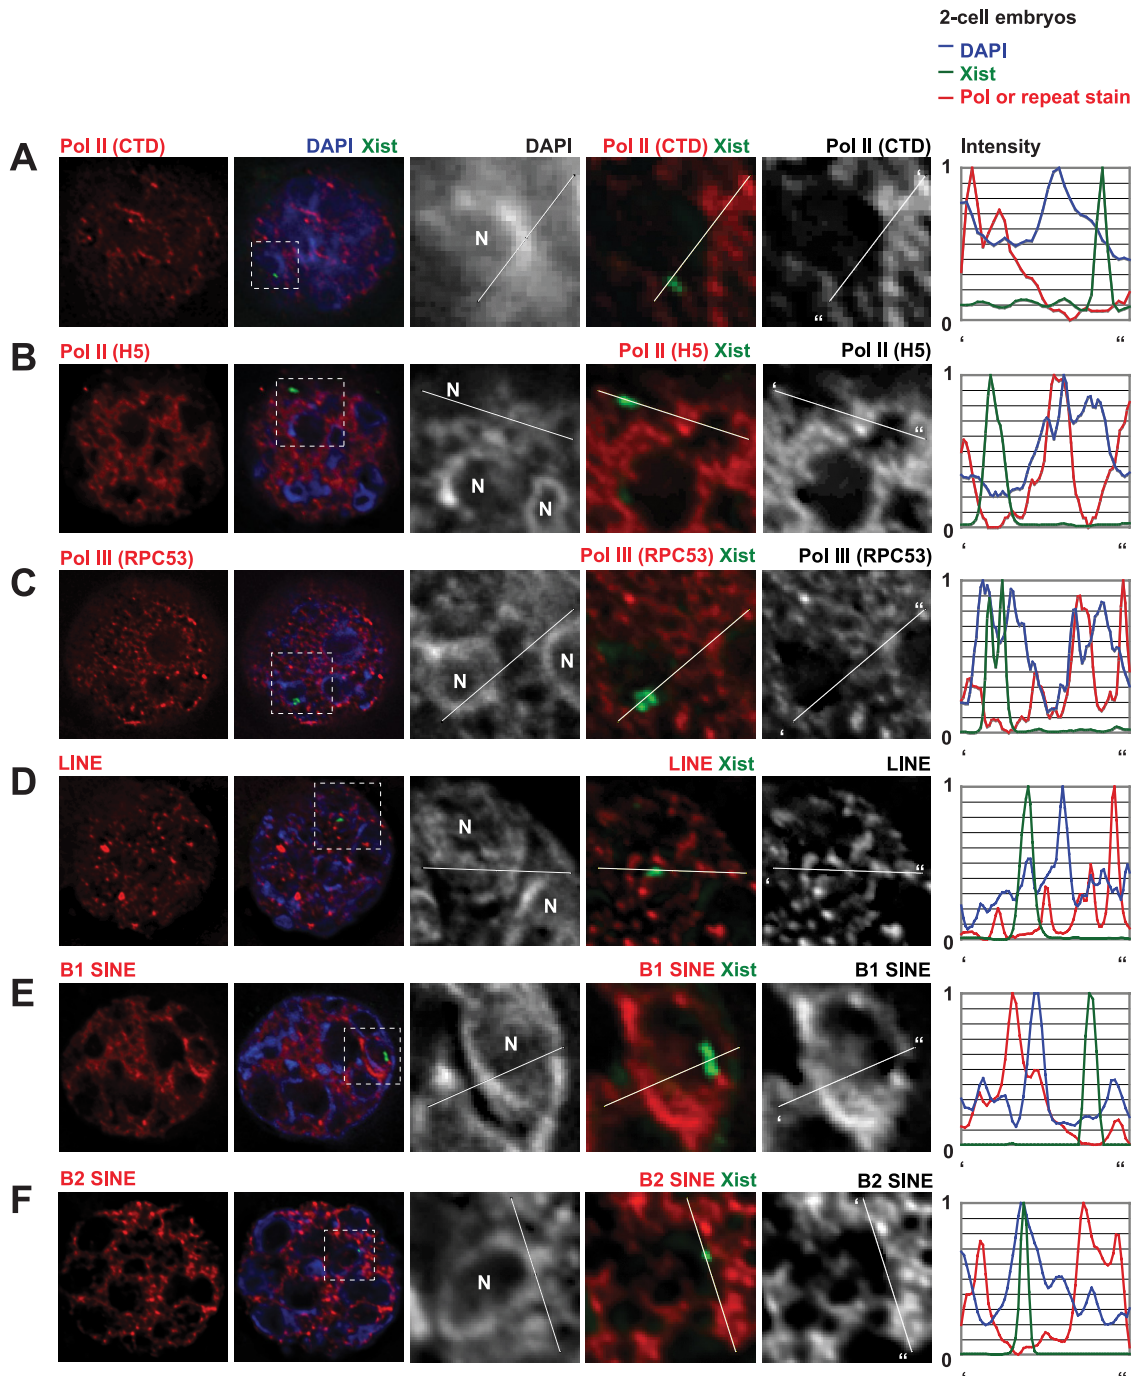 2-cell embryos
DAPI
Xist
Pol or repeat stain
A
Pol II (CTD)
DAPI Xist
DAPI
Pol II (CTD) Xist
Pol II (CTD)
Intensity
N
‘
“
1
0
‘ “
B
Pol II (H5)
Pol II (H5) Xist
Pol II (H5)
N
N
N
‘
“
1
0
‘ “
C
Pol III (RPC53)
Pol III (RPC53) Xist
Pol III (RPC53)
N
N
“
‘
1
0
‘ “
D
LINE
LINE Xist
LINE
N
N
‘
“
1
0
‘ “
E
B1 SINE
B1 SINE Xist
B1 SINE
N
“
‘
1
0
‘ “
F
B2 SINE
B2 SINE Xist
B2 SINE
N
‘
“
1
0
‘ “